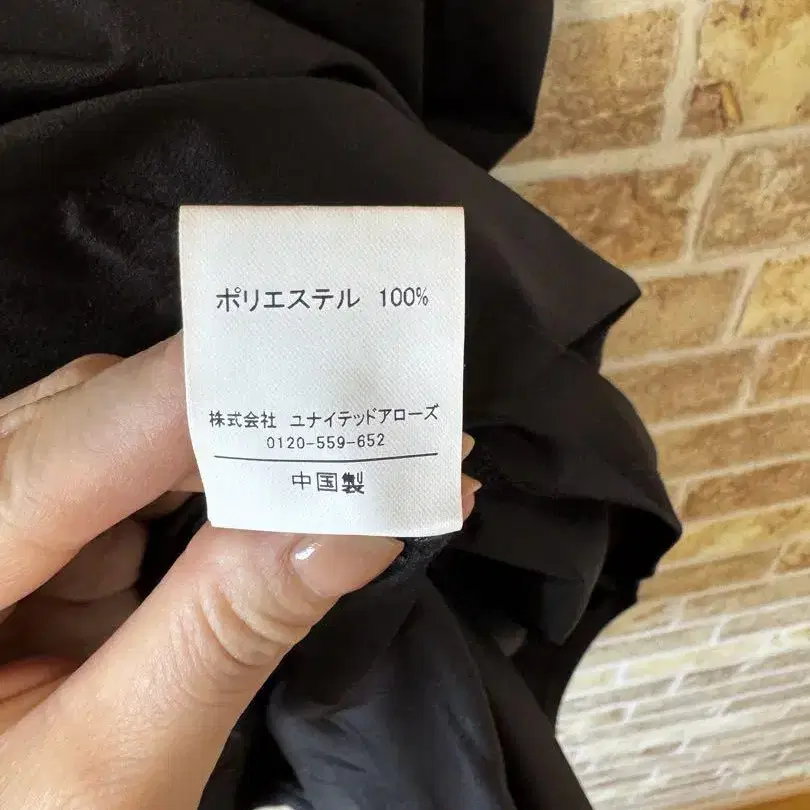 ポリエステル 100%
株式会社 ユナイテッドアローズ
0120-559-652
中国製